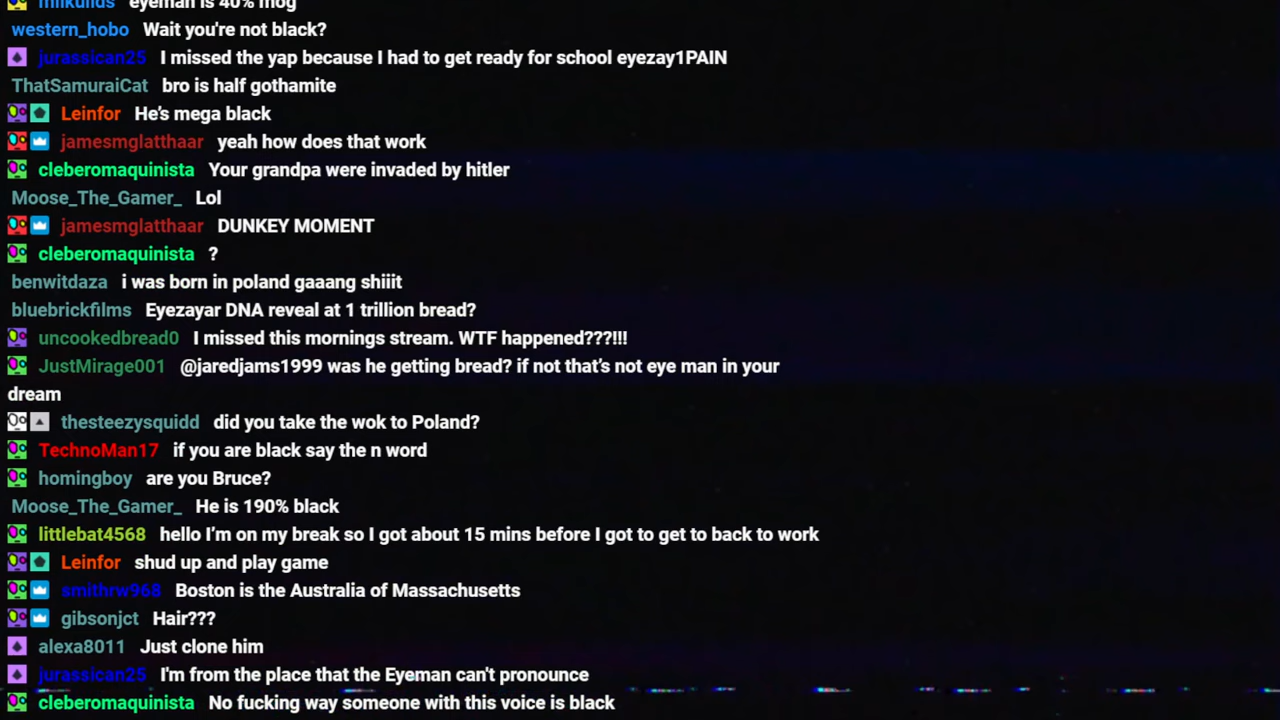 milkullds eyeman is 40% mog
western_hobo Wait you're not black?
jurassican25 I missed the yap because I had to get ready for school eyezay1PAIN
ThatSamuraiCat bro is half gothamite
Leinfor He's mega black
jamesmglatthaar yeah how does that work
cleberomaquinista Your grandpa were invaded by hitler
Moose_The_Gamer_ Lol
jamesmglatthaar DUNKEY MOMENT
cleberomaquinista ?
benwitdaza i was born in poland gaaang shiiit
bluebrickfilms Eyezayar DNA reveal at 1 trillion bread?
uncookedbread0 I missed this mornings stream. WTF happened???!!!
JustMirage001 @jaredjams1999 was he getting bread? if not that's not eye man in your
dream
thesteezysquidd did you take the wok to Poland?
TechnoMan17 if you are black say the n word
homingboy are you Bruce?
Moose_The_Gamer_ He is 190% black
littlebat4568 hello I'm on my break so I got about 15 mins before I got to get to back to work
Leinfor shud up and play game
smithrw968 Boston is the Australia of Massachusetts
gibsonjct Hair???
alexa8011 Just clone him
jurassican25 I'm from the place that the Eyeman can't pronounce
cleberomaquinista No fucking way someone with this voice is black